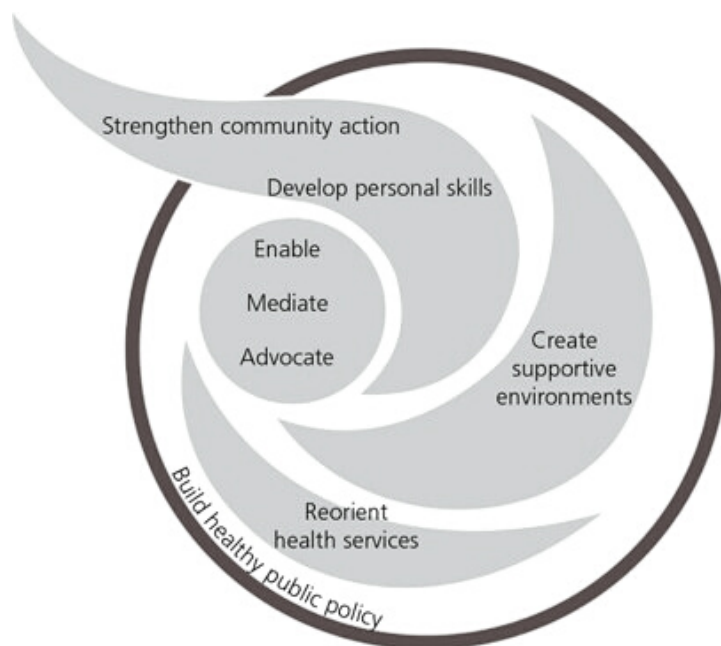 Strengthen community action
Develop personal skills
Enable
Mediate
Advocate
Create
supportive
environments
Reorient
health services
Build healthy public policy